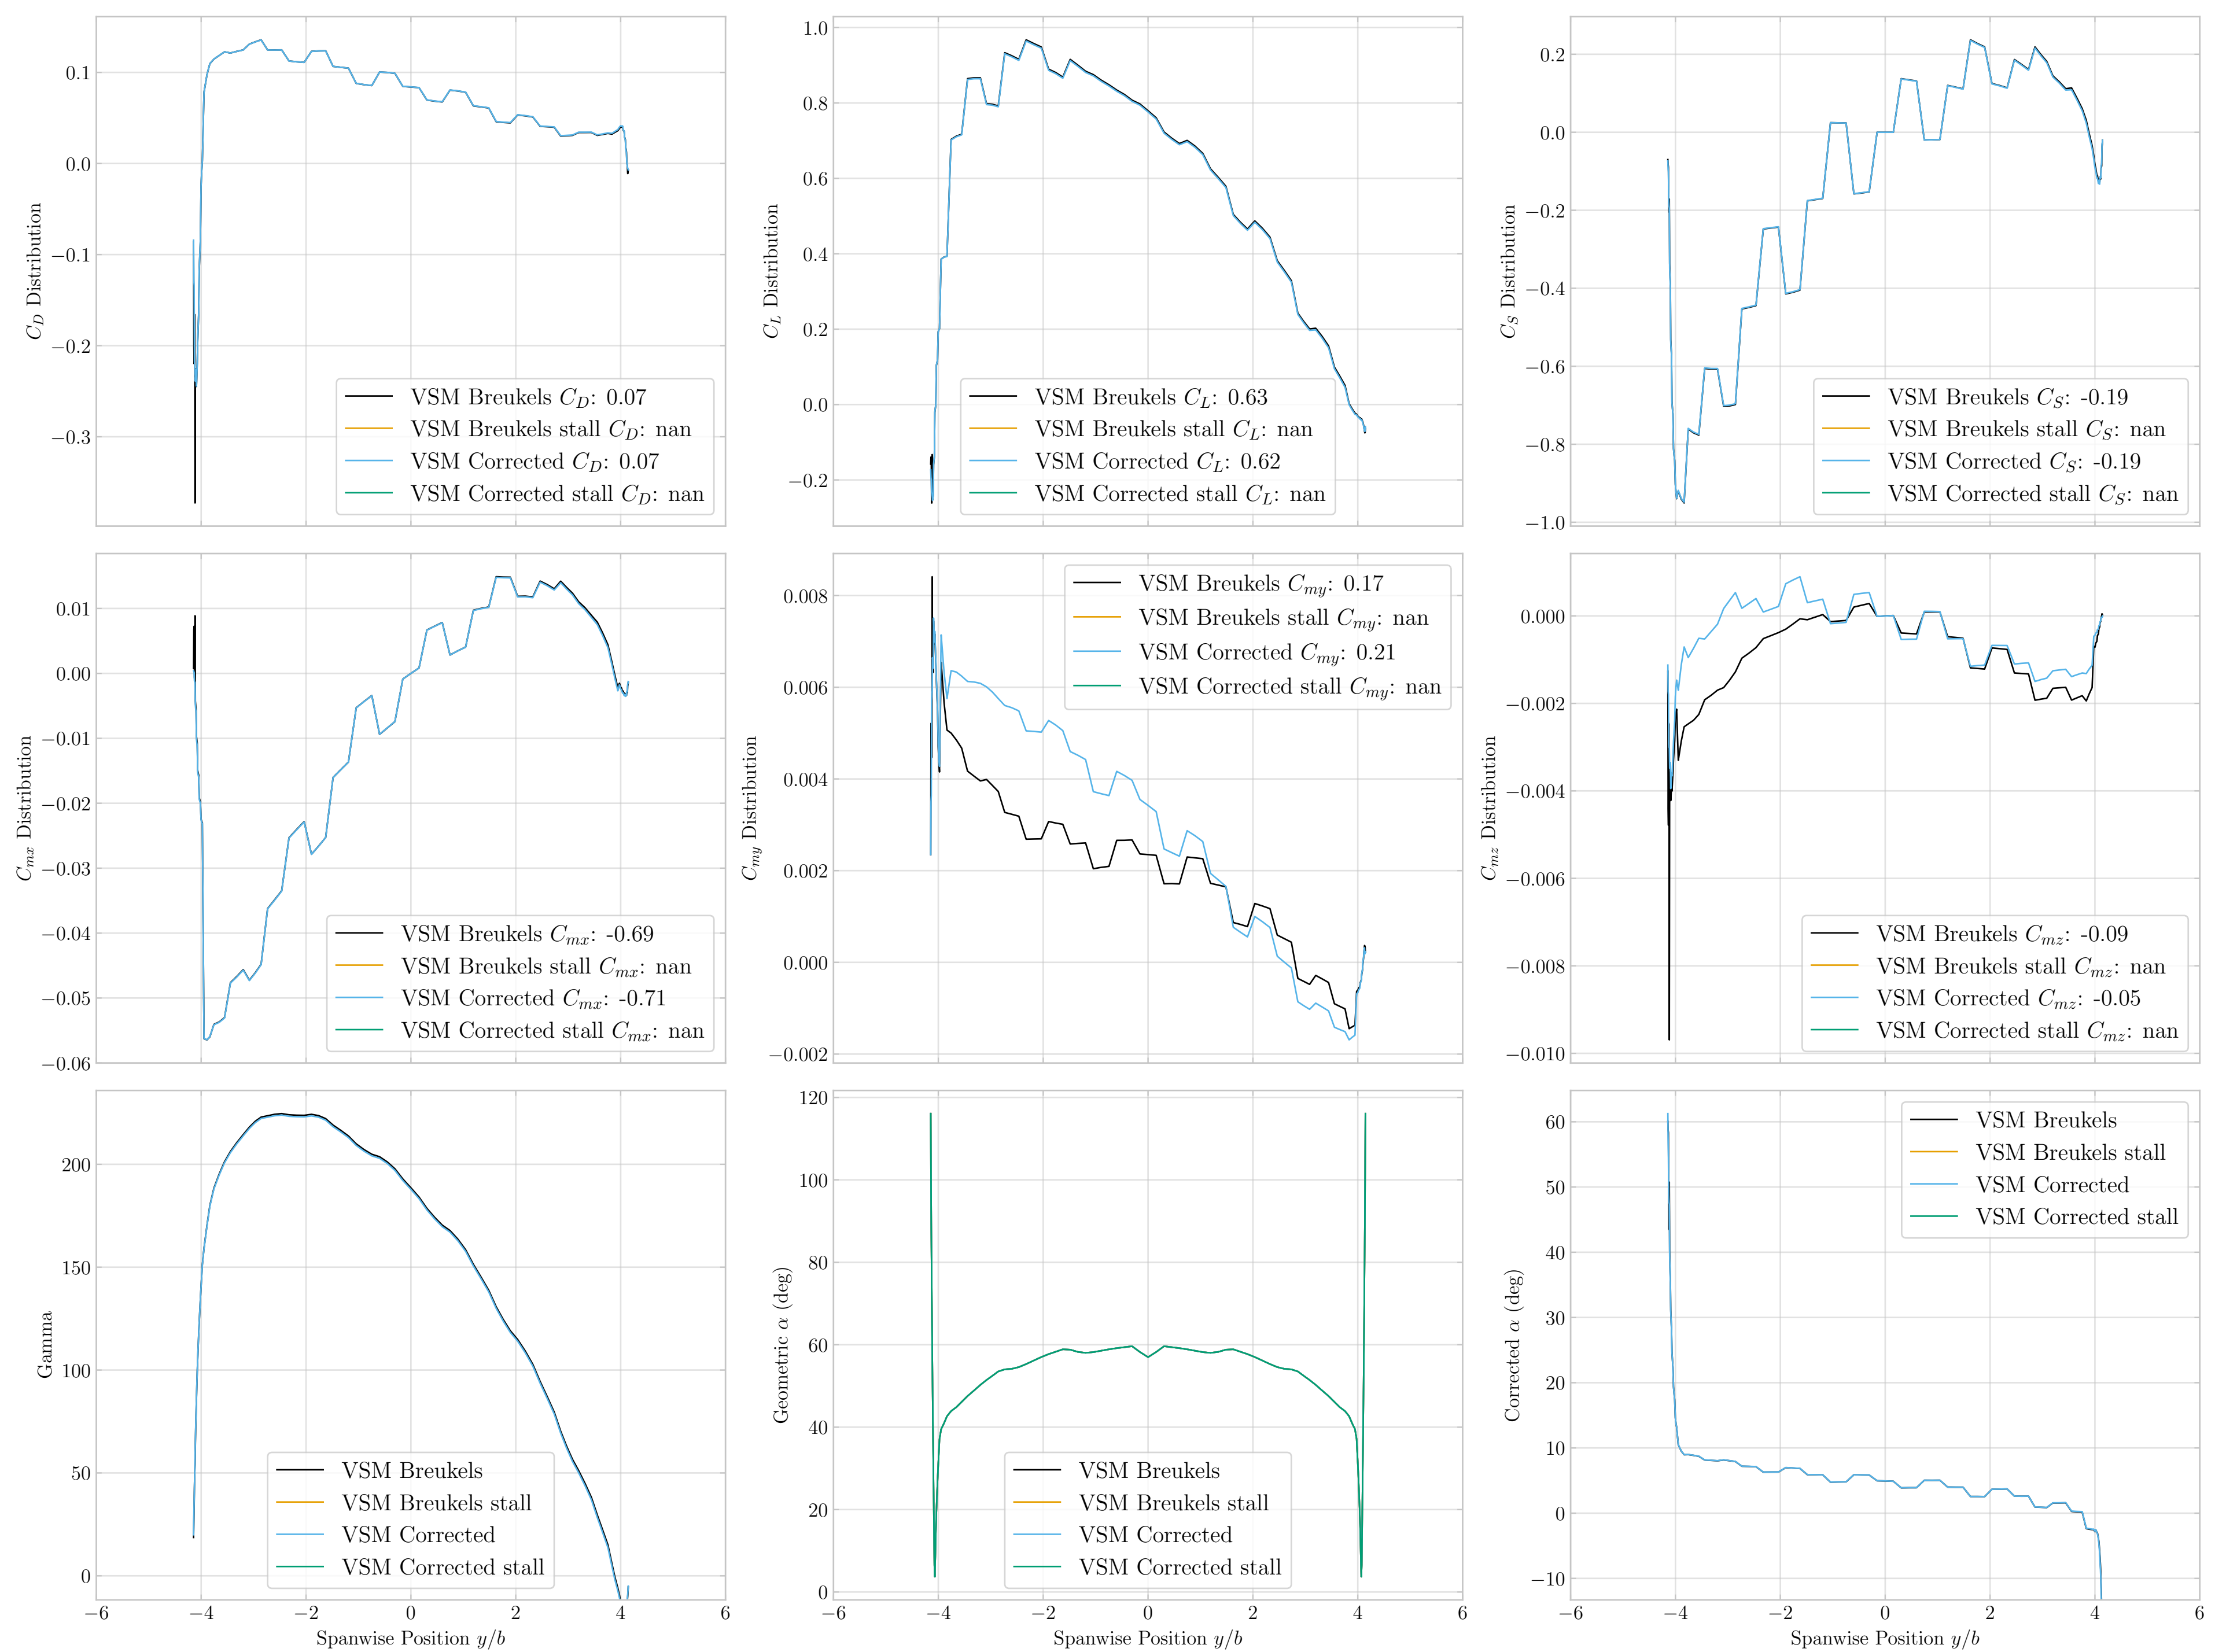 C_D Distribution
0.1
0.0
−0.1
−0.2
−0.3
VSM Breukels C_D: 0.07
VSM Breukels stall C_D: nan
VSM Corrected C_D: 0.07
VSM Corrected stall C_D: nan
C_L Distribution
1.0
0.8
0.6
0.4
0.2
0.0
−0.2
VSM Breukels C_L: 0.63
VSM Breukels stall C_L: nan
VSM Corrected C_L: 0.62
VSM Corrected stall C_L: nan
C_S Distribution
0.2
0.0
−0.2
−0.4
−0.6
−0.8
−1.0
VSM Breukels C_S: -0.19
VSM Breukels stall C_S: nan
VSM Corrected C_S: -0.19
VSM Corrected stall C_S: nan
C_mx Distribution
0.01
0.00
−0.01
−0.02
−0.03
−0.04
−0.05
−0.06
VSM Breukels C_mx: -0.69
VSM Breukels stall C_mx: nan
VSM Corrected C_mx: -0.71
VSM Corrected stall C_mx: nan
C_my Distribution
0.008
0.006
0.004
0.002
0.000
−0.002
VSM Breukels C_my: 0.17
VSM Breukels stall C_my: nan
VSM Corrected C_my: 0.21
VSM Corrected stall C_my: nan
C_mz Distribution
0.000
−0.002
−0.004
−0.006
−0.008
−0.010
VSM Breukels C_mz: -0.09
VSM Breukels stall C_mz: nan
VSM Corrected C_mz: -0.05
VSM Corrected stall C_mz: nan
Gamma
200
150
100
50
0
VSM Breukels
VSM Breukels stall
VSM Corrected
VSM Corrected stall
−6 −4 −2 0 2 4 6
Spanwise Position y/b
Geometric α (deg)
120
100
80
60
40
20
0
VSM Breukels
VSM Breukels stall
VSM Corrected
VSM Corrected stall
−6 −4 −2 0 2 4 6
Spanwise Position y/b
Corrected α (deg)
60
50
40
30
20
10
0
−10
VSM Breukels
VSM Breukels stall
VSM Corrected
VSM Corrected stall
−6 −4 −2 0 2 4 6
Spanwise Position y/b